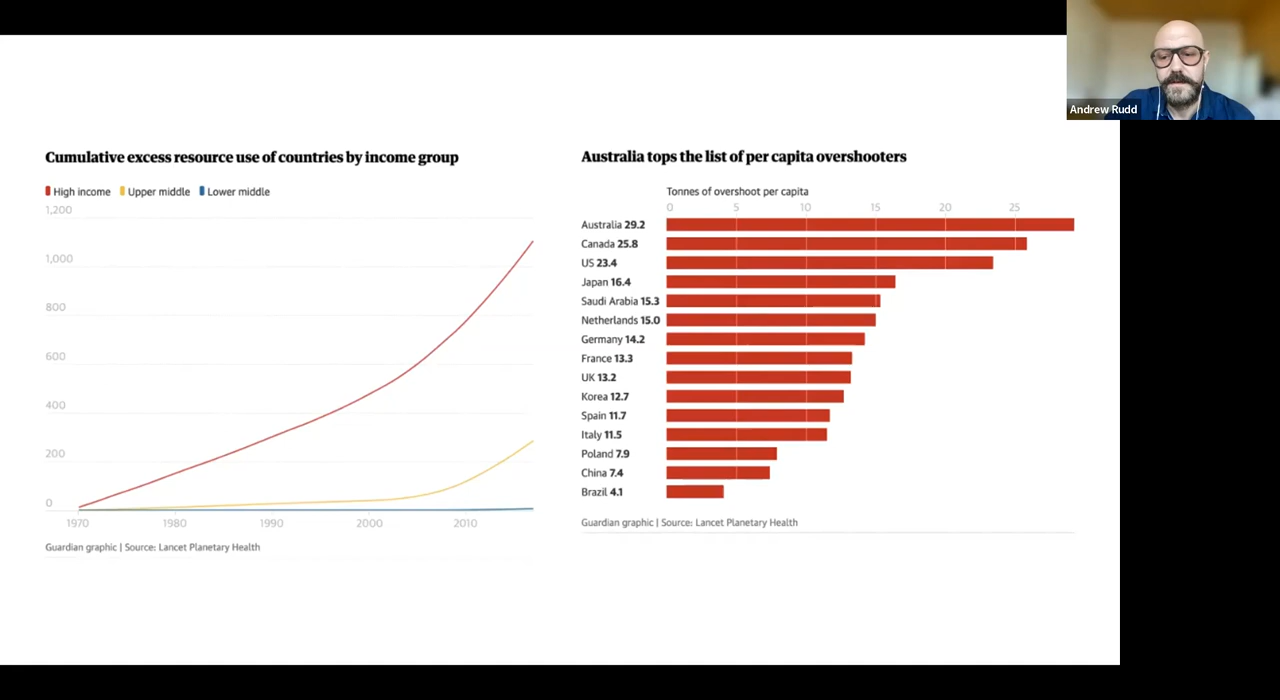 Andrew Rudd
Cumulative excess resource use of countries by income group
High income Upper middle Lower middle
1,200
1,000
800
600
400
200
0
1970 1980 1990 2000 2010
Guardian graphic | Source: Lancet Planetary Health
Australia tops the list of per capita overshooters
Tonnes of overshoot per capita
0 5 10 15 20 25
Australia 29.2
Canada 25.8
US 23.4
Japan 16.4
Saudi Arabia 15.3
Netherlands 15.0
Germany 14.2
France 13.3
UK 13.2
Korea 12.7
Spain 11.7
Italy 11.5
Poland 7.9
China 7.4
Brazil 4.1
Guardian graphic | Source: Lancet Planetary Health